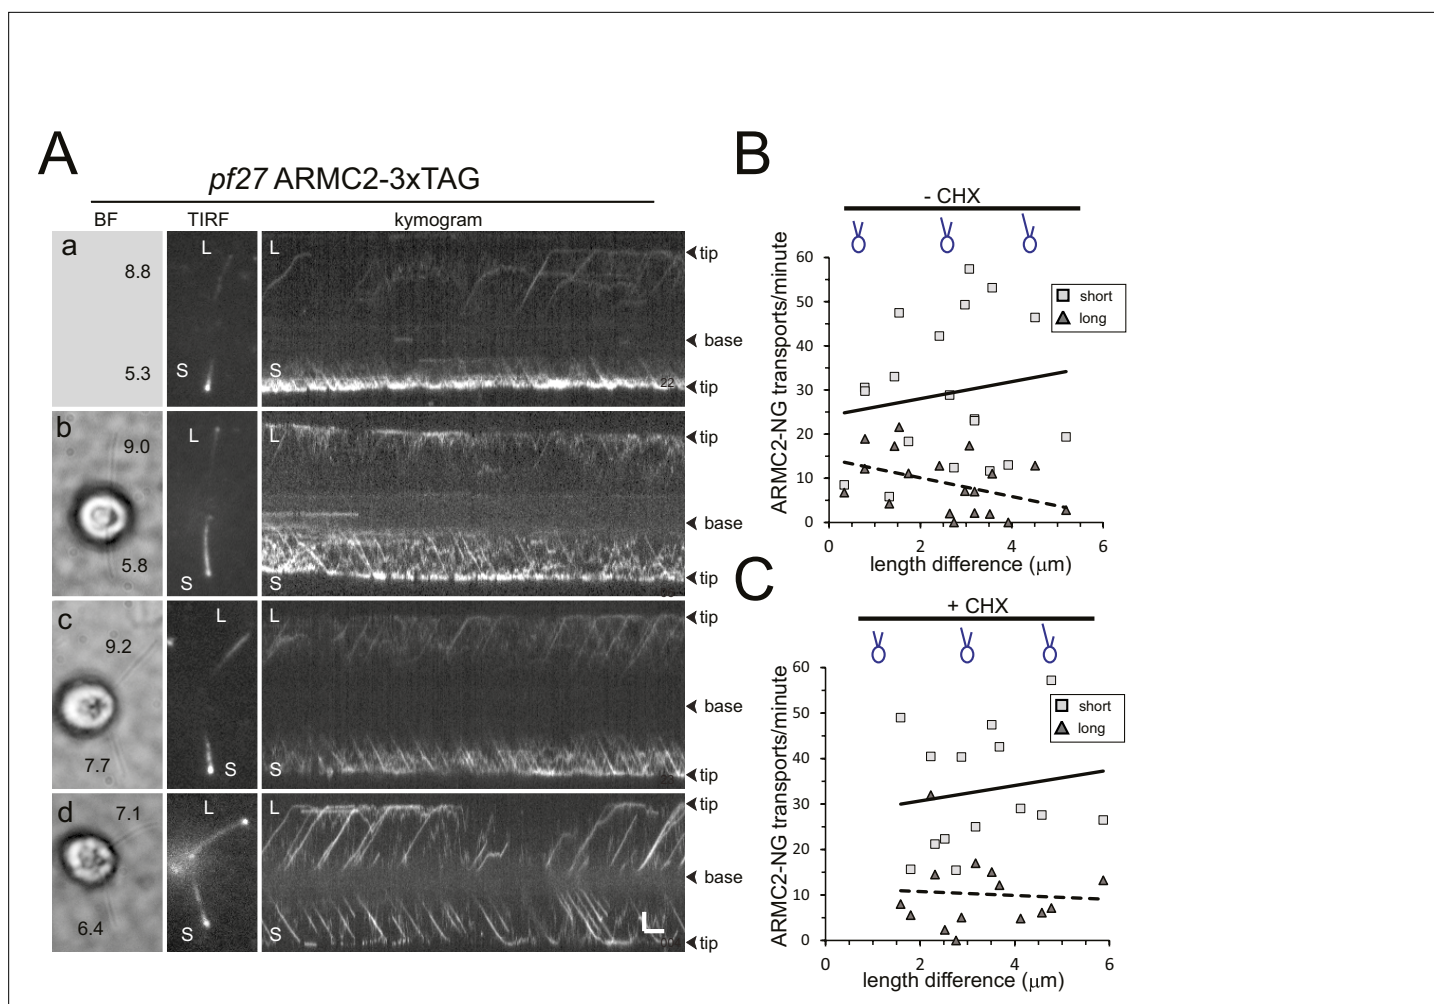 A
pf27 ARMC2-3xTAG
BF TIRF kymogram
a
8.8
5.3
L
S
L
S
22
tip
base
tip
b
9.0
5.8
L
S
L
S
tip
base
tip
c
9.2
7.7
L
S
L
S
tip
base
tip
d
7.1
6.4
L
S
L
S
tip
base
tip
B
- CHX
ARMC2-NG transports/minute
60
50
40
30
20
10
0
short
long
0 2 4 6
length difference (μm)
C
+ CHX
ARMC2-NG transports/minute
60
50
40
30
20
10
0
short
long
0 2 4 6
length difference (μm)